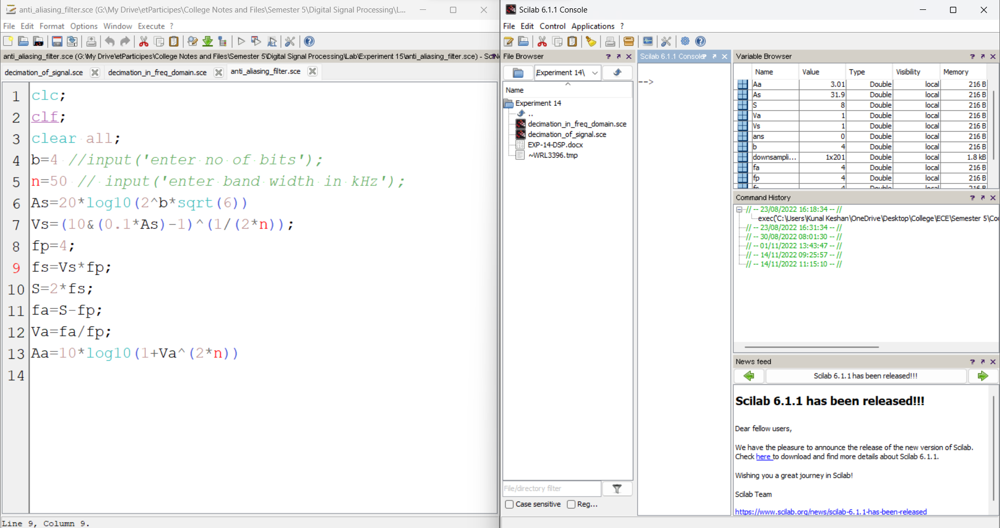 anti_aliasing_filter.sce (G:\My Drive\etParticipes\College Notes and Files\Semester 5\Digital Signal Processing\L...
File Edit Format Options Window Execute ?
anti_aliasing_filter.sce (G:\My Drive\etParticipes\College Notes and Files\Semester 5\Digital Signal Processing\Lab\Experiment 15\anti_aliasing_filter.sce) - SciN
decimation_of_signal.sce decimation_in_freq_domain.sce anti_aliasing_filter.sce
1 clc;
2 clf;
3 clear all;
4 b=4 //input('enter no of bits');
5 n=50 // input('enter band width in kHz');
6 As=20*log10(2^b*sqrt(6))
7 Vs=(10&(0.1*As)-1)^(1/(2*n));
8 fp=4;
9 fs=Vs*fp;
10 S=2*fs;
11 fa=S-fp;
12 Va=fa/fp;
13 Aa=10*log10(1+Va^(2*n))
14
Line 9, Column 9.
Scilab 6.1.1 Console
File Edit Control Applications ?
File Browser
Experiment 14\
Name
Experiment 14
..
decimation_in_freq_domain.sce
decimation_of_signal.sce
EXP-14-DSP.docx
~WRL3396.tmp
File/directory filter
Case sensitive Reg...
Scilab 6.1.1 Console
-->
Variable Browser
Name Value Type Visibility Memory
Aa 3.01 Double local 216 B
As 31.9 Double local 216 B
S 8 Double local 216 B
Va 1 Double local 216 B
Vs 1 Double local 216 B
ans 0 Double local 216 B
b 4 Double local 216 B
downsampli... 1x201 Double local 1.8 kB
fa 4 Double local 216 B
fp 4 Double local 216 B
fs 4 Double local 216 B
Command History
// -- 23/08/2022 16:18:34 -- //
exec('C:\Users\Kunal Keshan\OneDrive\Desktop\College\ECE\Semester 5\Co
// -- 23/08/2022 16:31:34 -- //
// -- 30/08/2022 08:01:30 -- //
// -- 01/11/2022 13:43:47 -- //
// -- 14/11/2022 09:25:57 -- //
// -- 14/11/2022 11:15:10 -- //
News feed
Scilab 6.1.1 has been released!!!
Scilab 6.1.1 has been released!!!
Dear fellow users,
We have the pleasure to announce the release of the new version of Scilab.
Check here to download and find more details about Scilab 6.1.1.
Wishing you a great journey in Scilab!
Scilab Team
https://www.scilab.org/news/scilab-6.1.1-has-been-released